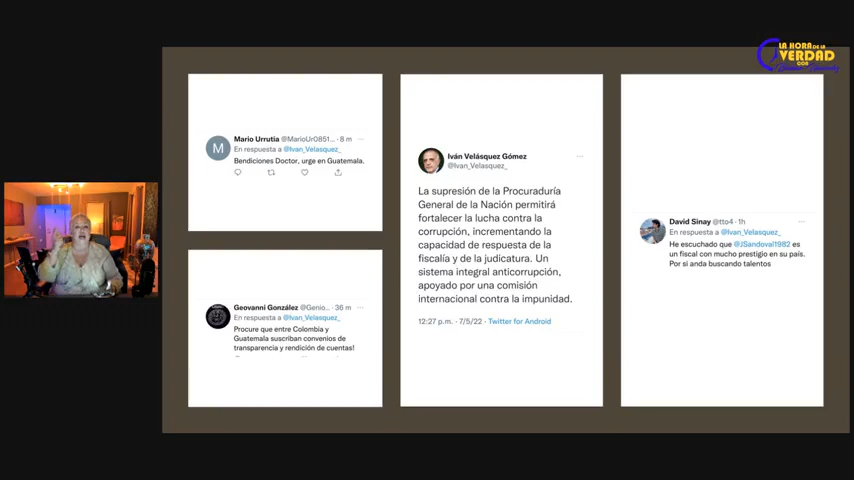 LA HORA DE LA
VERDAD
CON
Mario Urrutia @MarioUr0851... · 8 m
En respuesta a @Ivan_Velasquez_
Bendiciones Doctor, urge en Guatemala.
Geovanni González @Genio... · 36 m
En respuesta a @Ivan_Velasquez_
Procure que entre Colombia y
Guatemala suscriban convenios de
transparencia y rendición de cuentas!
Iván Velásquez Gómez
@Ivan_Velasquez_
La supresión de la Procuraduría
General de la Nación permitirá
fortalecer la lucha contra la
corrupción, incrementando la
capacidad de respuesta de la
fiscalía y de la judicatura. Un
sistema integral anticorrupción,
apoyado por una comisión
internacional contra la impunidad.
12:27 p.m. · 7/5/22 · Twitter for Android
David Sinay @tto4 · 1h
En respuesta a @Ivan_Velasquez_
He escuchado que @JSandoval1982 es
un fiscal con mucho prestigio en su país.
Por si anda buscando talentos